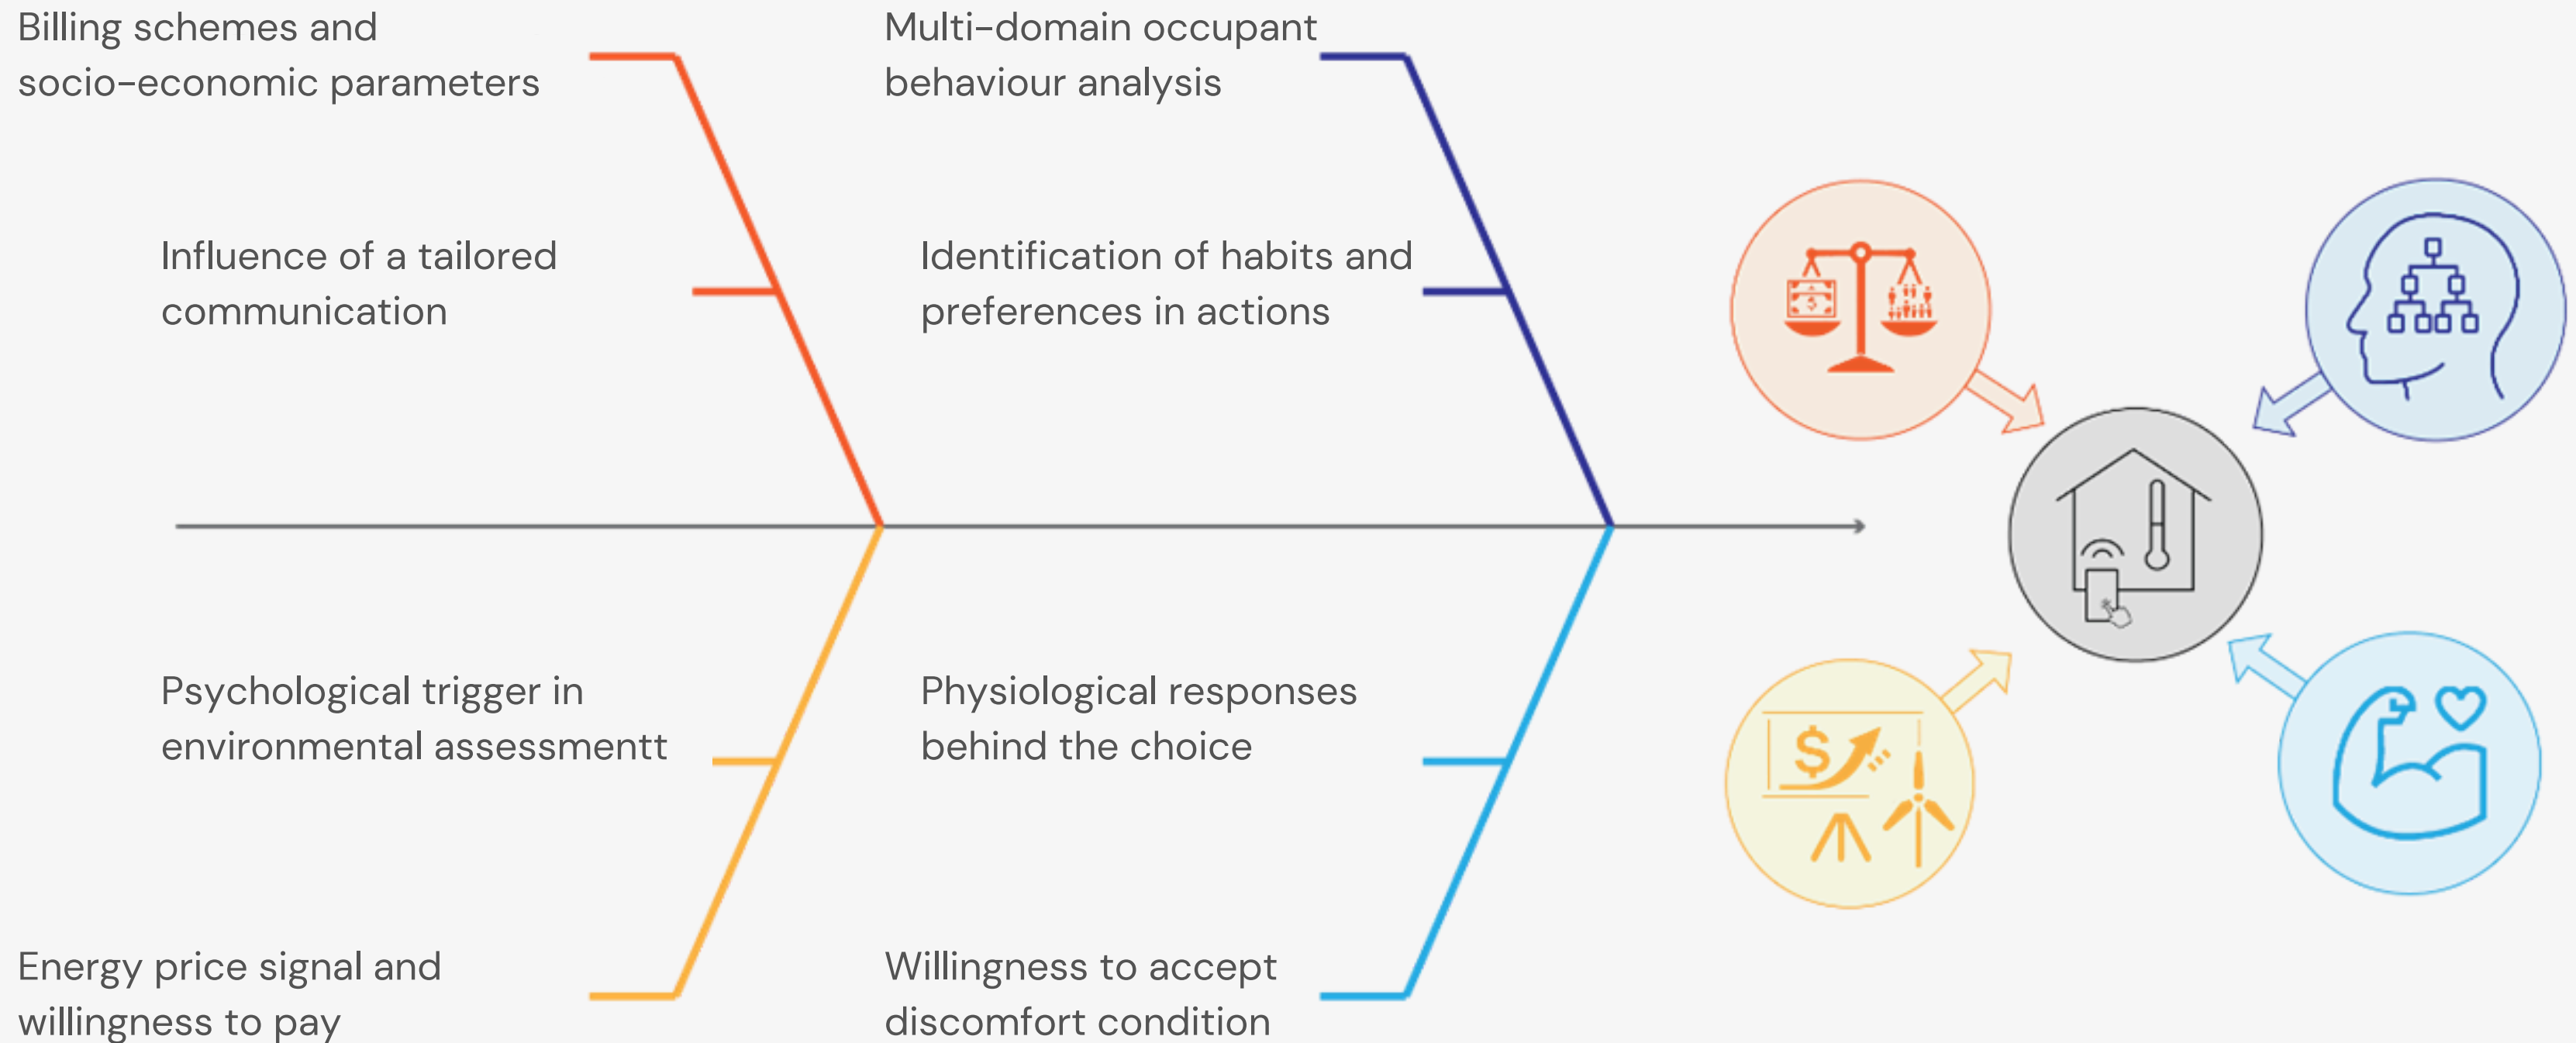 Billing schemes and
socio-economic parameters
Multi-domain occupant
behaviour analysis
Influence of a tailored
communication
Identification of habits and
preferences in actions
Psychological trigger in
environmental assessmentt
Physiological responses
behind the choice
Energy price signal and
willingness to pay
Willingness to accept
discomfort condition
$